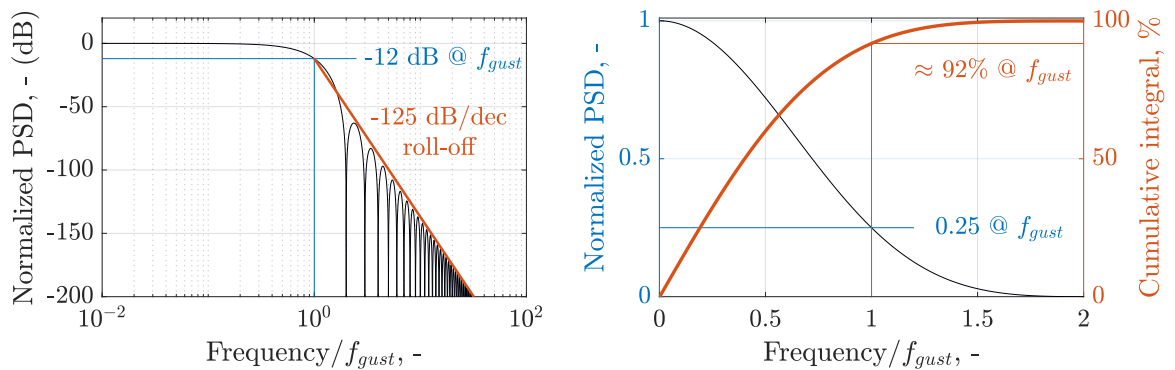 Normalized PSD, - (dB)
0
-50
-100
-150
-200
-12 dB @ f_gust
-125 dB/dec
roll-off
10^-2
10^0
10^2
Frequency/f_gust, -
Normalized PSD, -
1
0.5
0
≈ 92% @ f_gust
0.25 @ f_gust
100
50
0
Cumulative integral, %
0
0.5
1
1.5
2
Frequency/f_gust, -